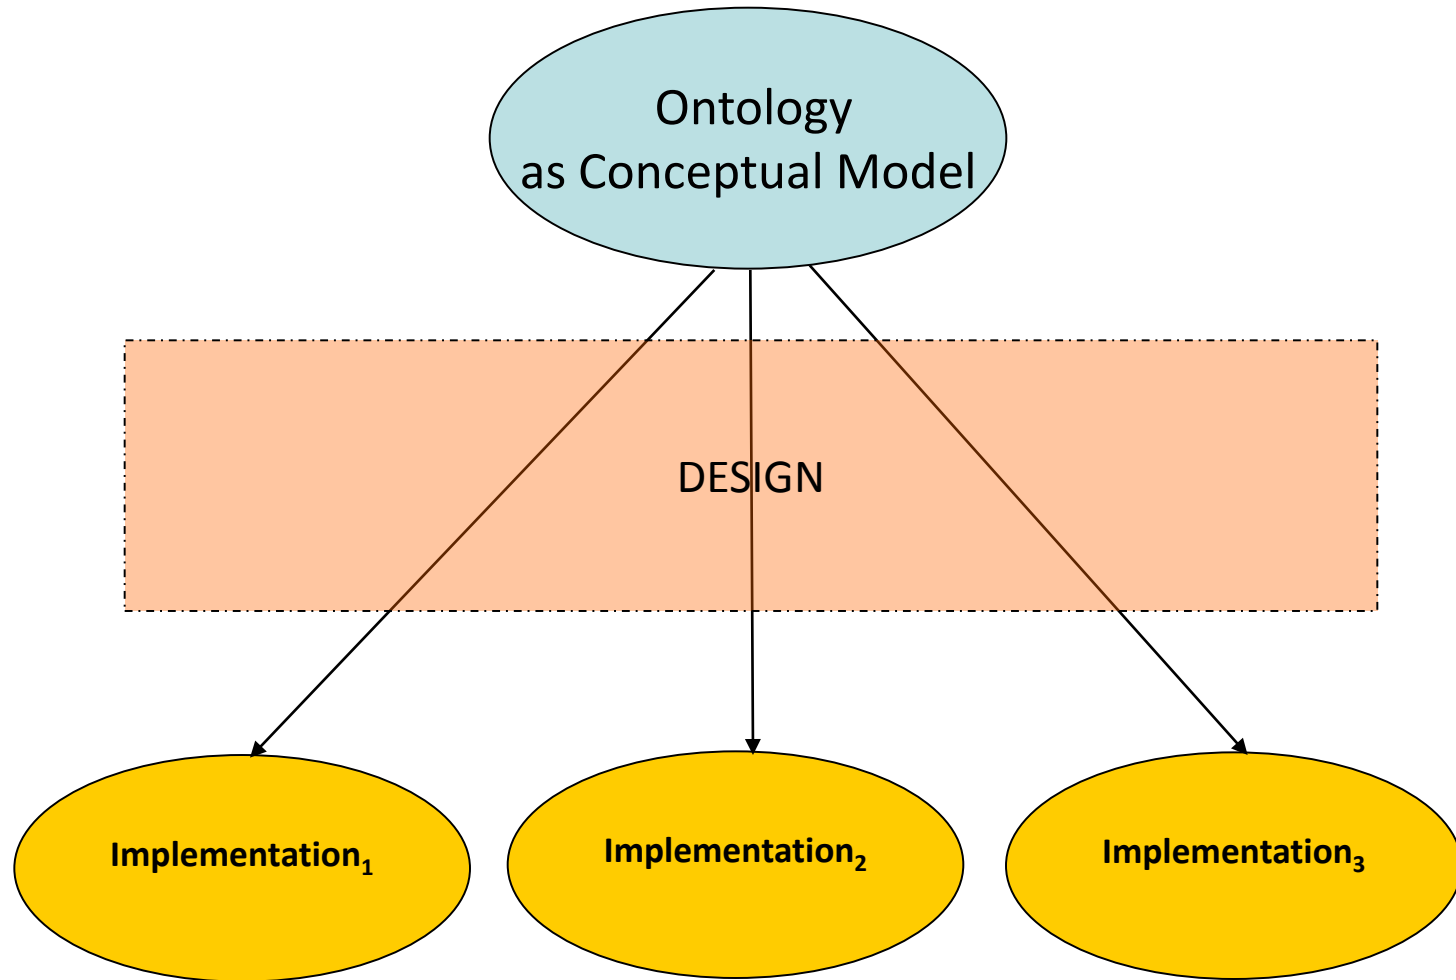 Ontology
as Conceptual Model
DESIGN
Implementation₁
Implementation₂
Implementation₃